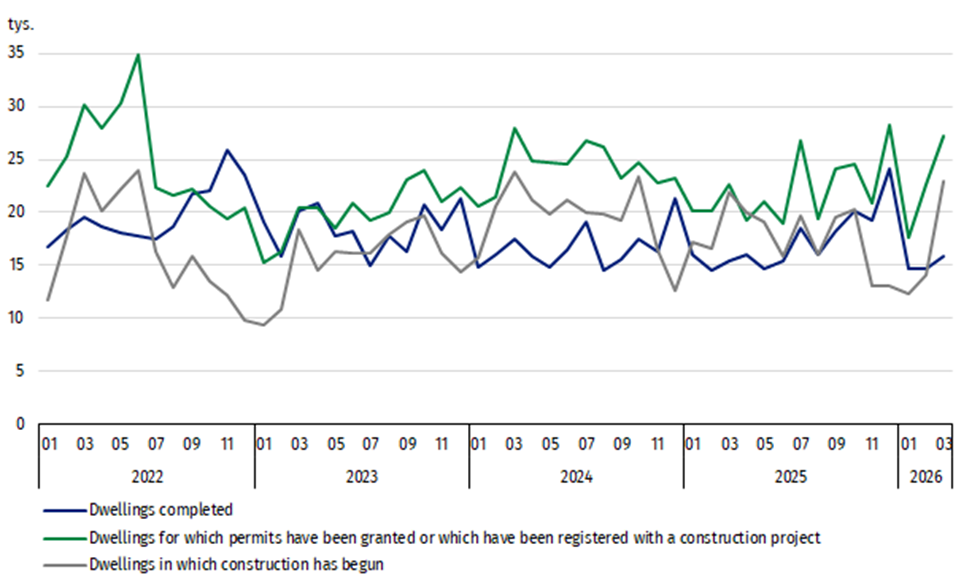 tys.
35
30
25
20
15
10
5
0
01 03 05 07 09 11 01 03 05 07 09 11 01 03 05 07 09 11 01 03 05 07 09 11 01 03
2022 2023 2024 2025 2026
Dwellings completed
Dwellings for which permits have been granted or which have been registered with a construction project
Dwellings in which construction has begun